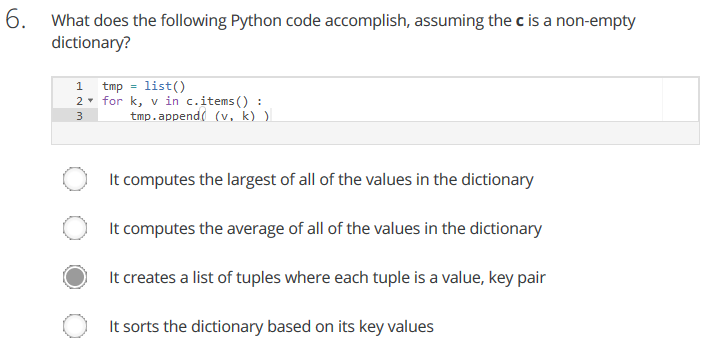 6. What does the following Python code accomplish, assuming the c is a non-empty
dictionary?
1 tmp = list()
2 for k, v in c.items() :
3 tmp.append( (v, k) )
It computes the largest of all of the values in the dictionary
It computes the average of all of the values in the dictionary
It creates a list of tuples where each tuple is a value, key pair
It sorts the dictionary based on its key values